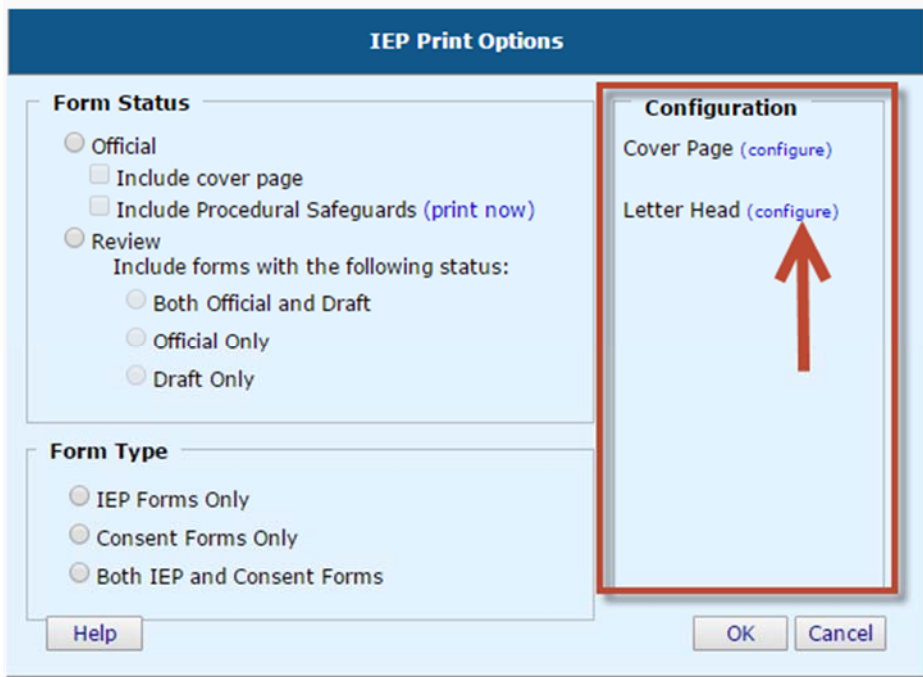 IEP Print Options
Form Status
Official
Include cover page
Include Procedural Safeguards (print now)
Review
Include forms with the following status:
Both Official and Draft
Official Only
Draft Only
Form Type
IEP Forms Only
Consent Forms Only
Both IEP and Consent Forms
Configuration
Cover Page (configure)
Letter Head (configure)
Help
OK
Cancel